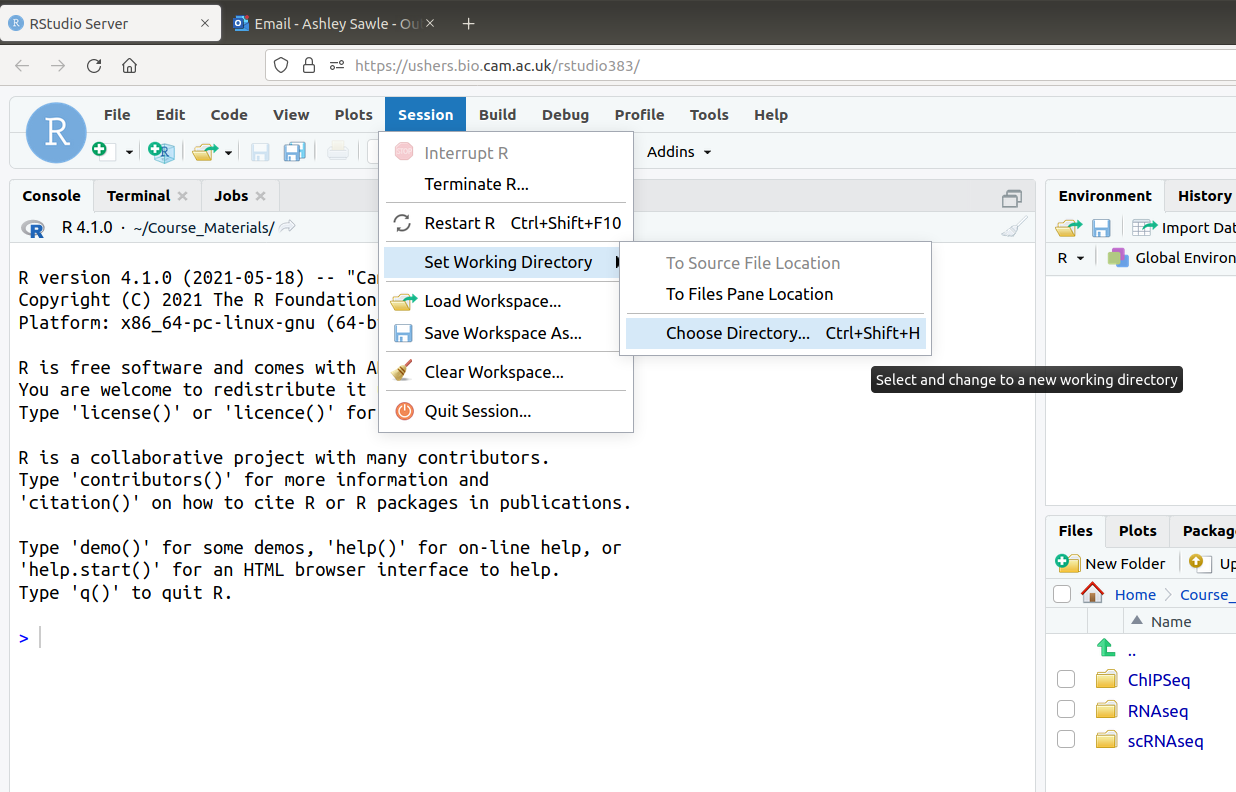 RStudio Server
Email - Ashley Sawle - Ou
https://ushers.bio.cam.ac.uk/rstudio383/
R
File Edit Code View Plots Session Build Debug Profile Tools Help
Addins
Interrupt R
Terminate R...
Restart R Ctrl+Shift+F10
Set Working Directory
Load Workspace...
Save Workspace As...
Clear Workspace...
Quit Session...
To Source File Location
To Files Pane Location
Choose Directory... Ctrl+Shift+H
Select and change to a new working directory
Console Terminal Jobs
R 4.1.0 · ~/Course_Materials/
R version 4.1.0 (2021-05-18) -- "Ca
Copyright (C) 2021 The R Foundation
Platform: x86_64-pc-linux-gnu (64-b
R is free software and comes with A
You are welcome to redistribute it
Type 'license()' or 'licence()' for
R is a collaborative project with many contributors.
Type 'contributors()' for more information and
'citation()' on how to cite R or R packages in publications.
Type 'demo()' for some demos, 'help()' for on-line help, or
'help.start()' for an HTML browser interface to help.
Type 'q()' to quit R.
>
Environment History
Import Dat
R Global Environ
Files Plots Packag
New Folder Up
Home Course_
Name
..
ChIPSeq
RNAseq
scRNAseq